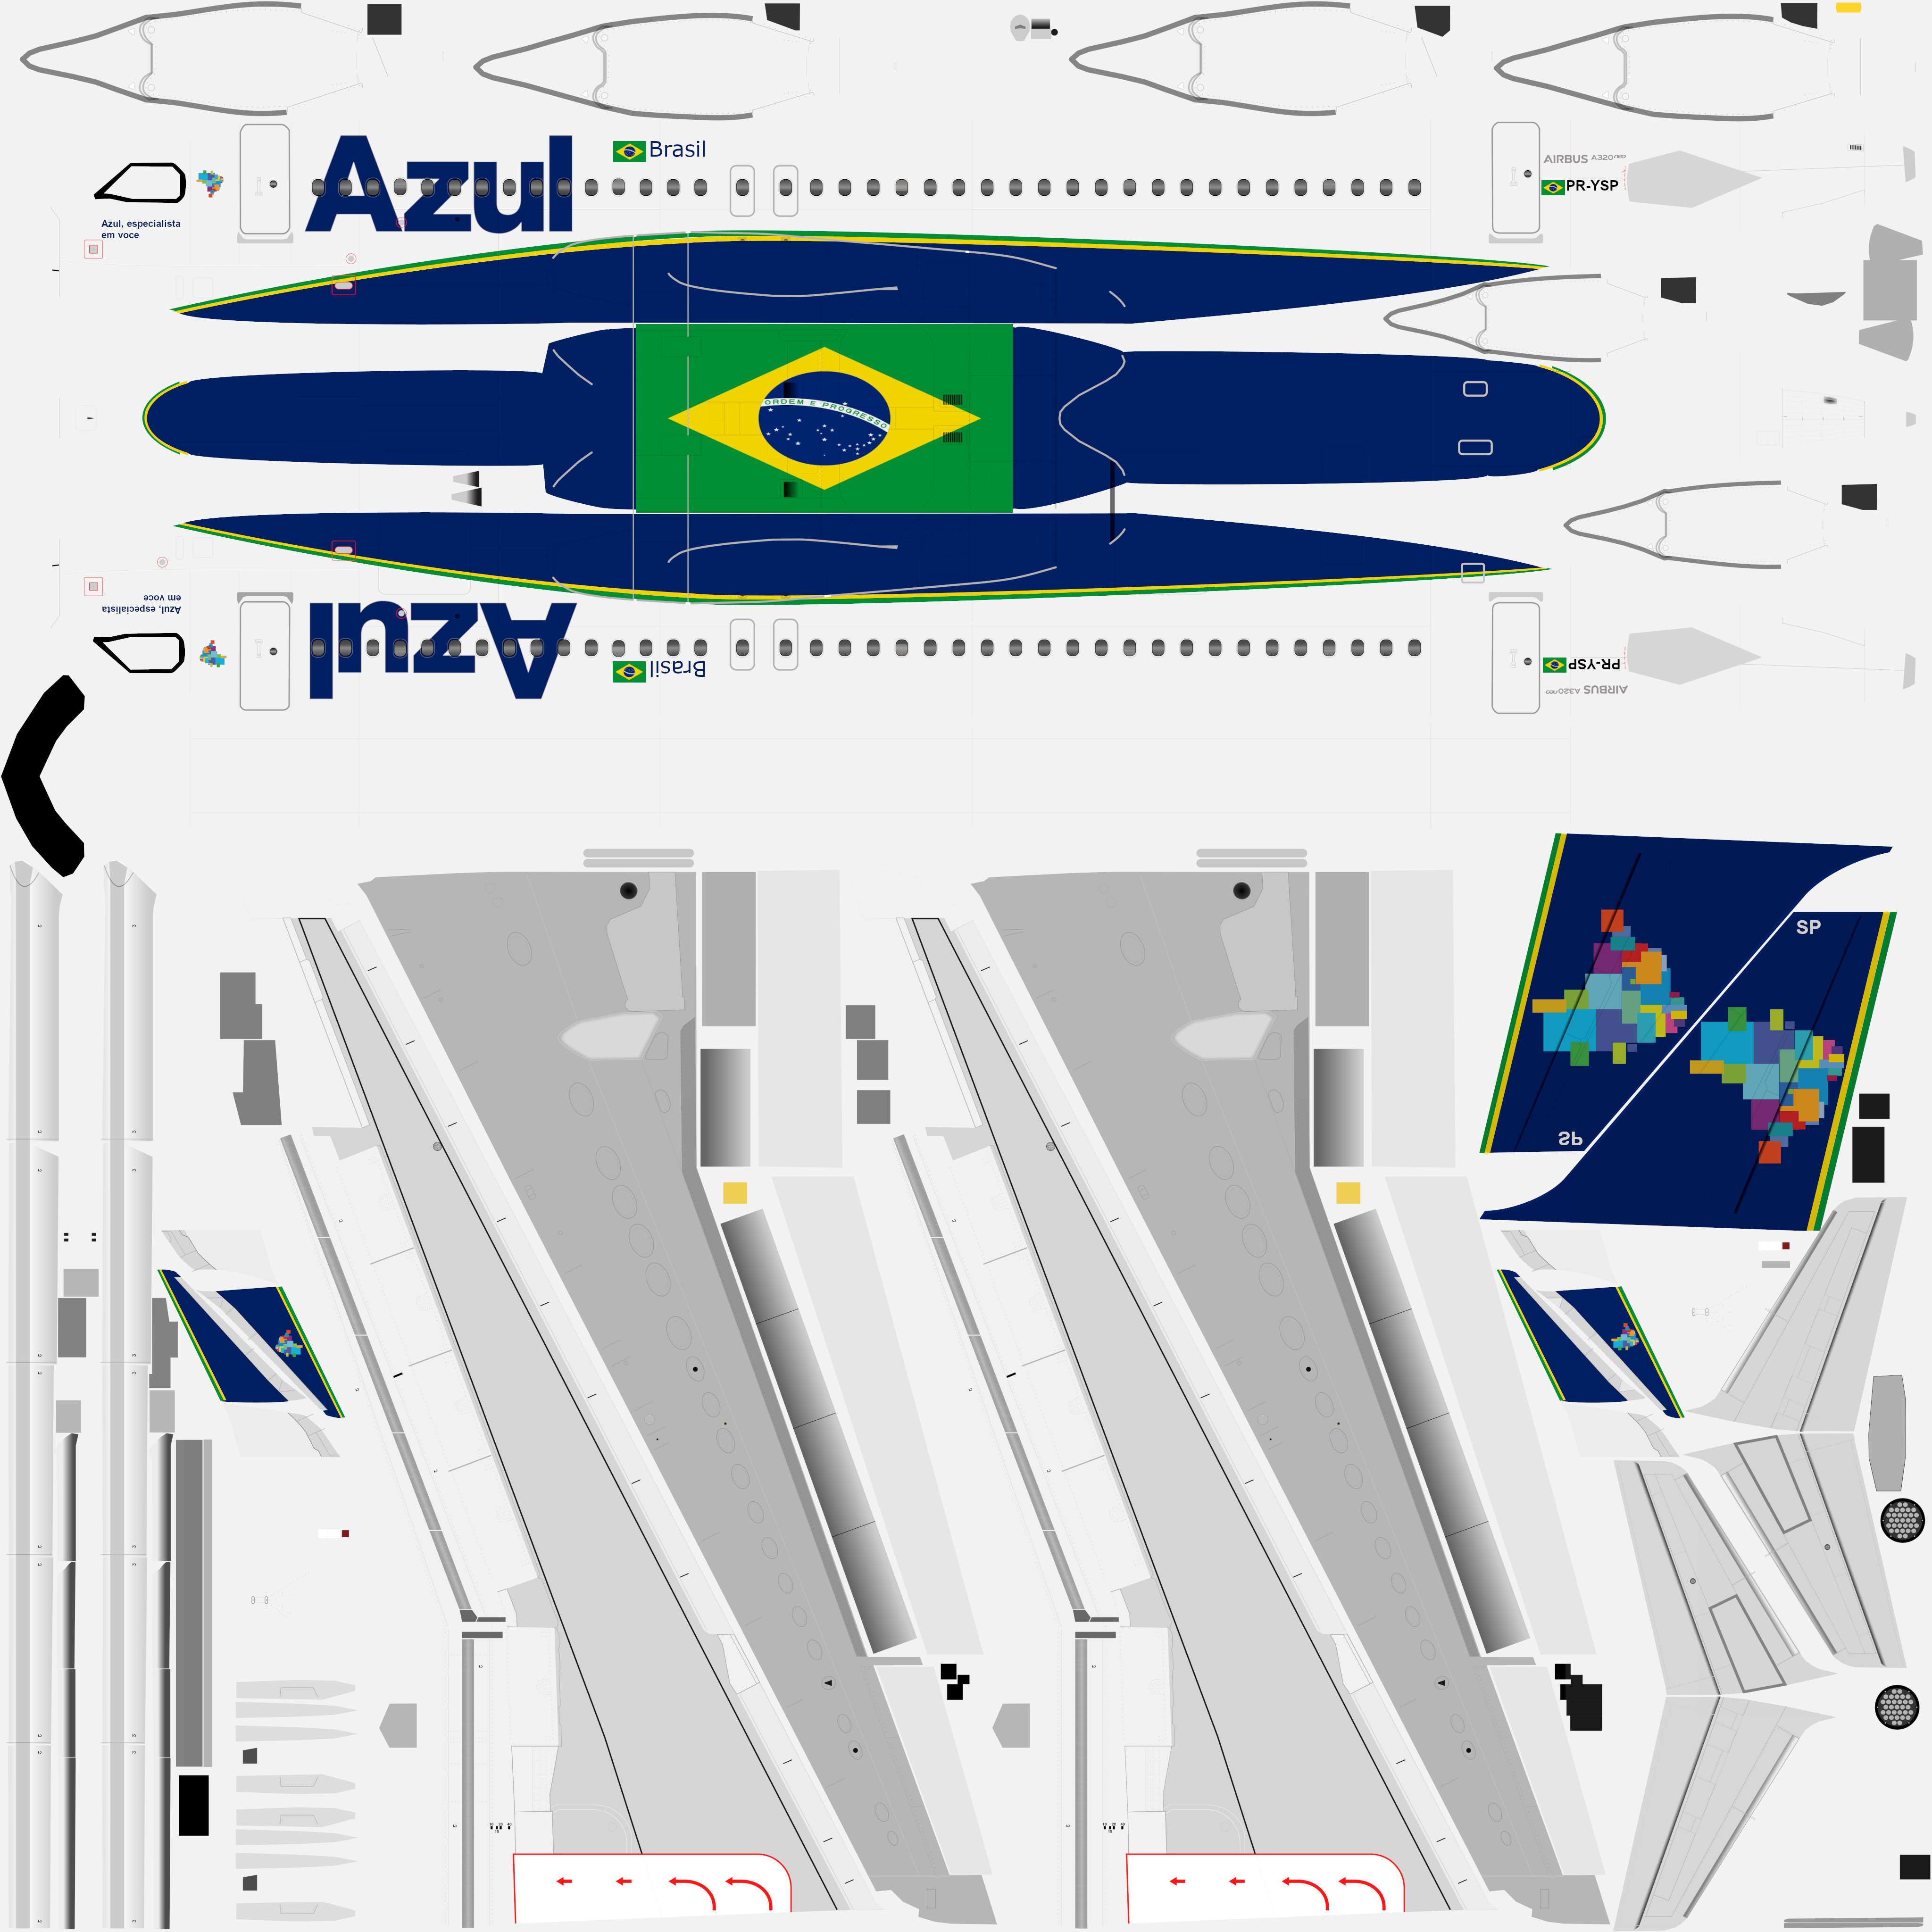 Azul
Brasil
AIRBUS A320neo
PR-YSP
Azul, especialista
em voce
ORDEM E PROGRESSO
Azul, especialista
em voce
Azul
Brasil
PR-YSP
AIRBUS A320neo
SP
SP